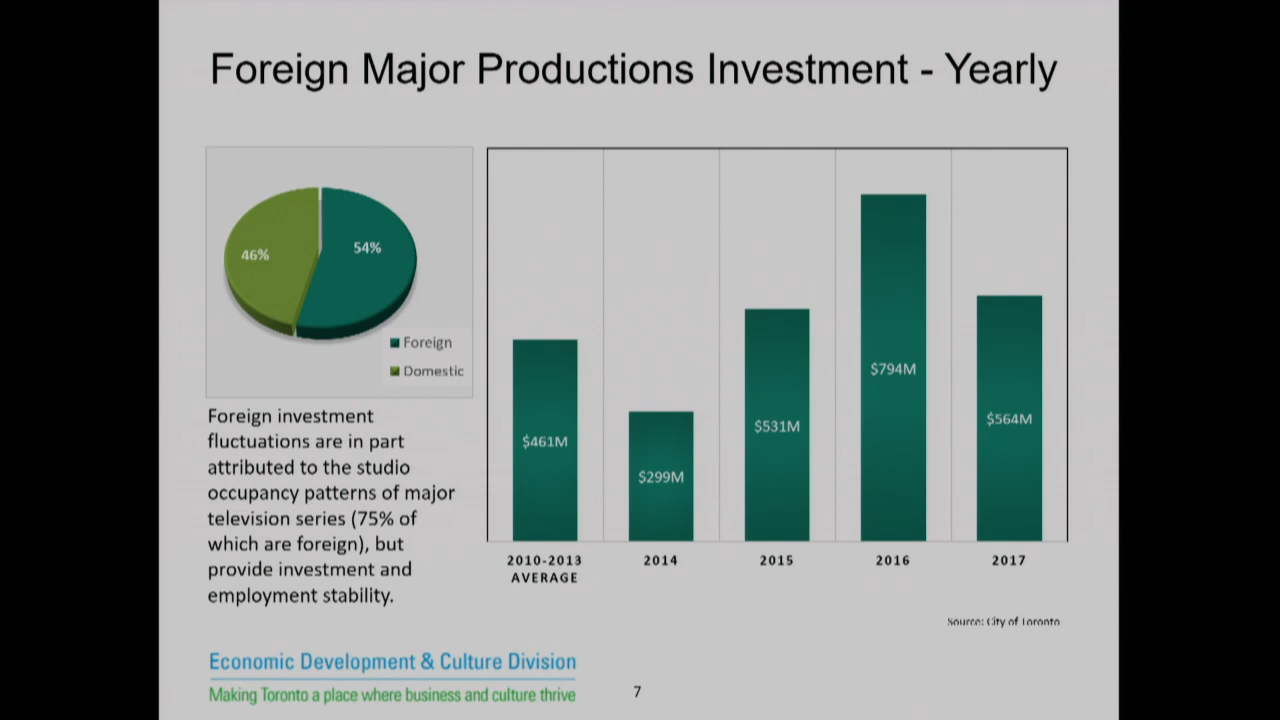 Foreign Major Productions Investment - Yearly
46%
54%
Foreign
Domestic
Foreign investment
fluctuations are in part
attributed to the studio
occupancy patterns of major
television series (75% of
which are foreign), but
provide investment and
employment stability.
$461M
$299M
$531M
$794M
$564M
2010-2013
AVERAGE
2014
2015
2016
2017
Source: City of Toronto
Economic Development & Culture Division
Making Toronto a place where business and culture thrive
7